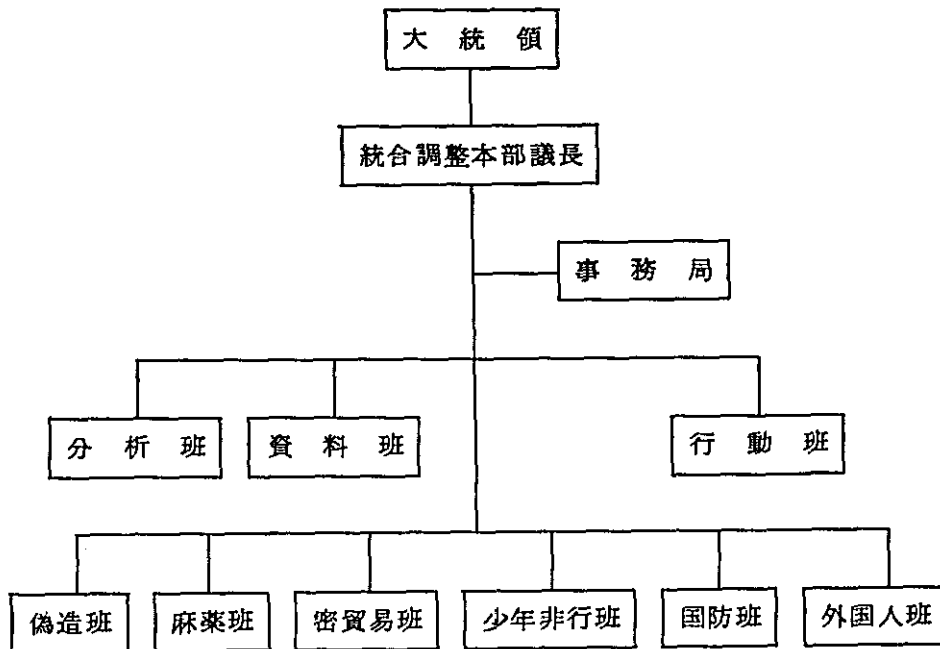 大統領
統合調整本部議長
事務局
分析班
資料班
行動班
偽造班
麻薬班
密貿易班
少年非行班
国防班
外国人班